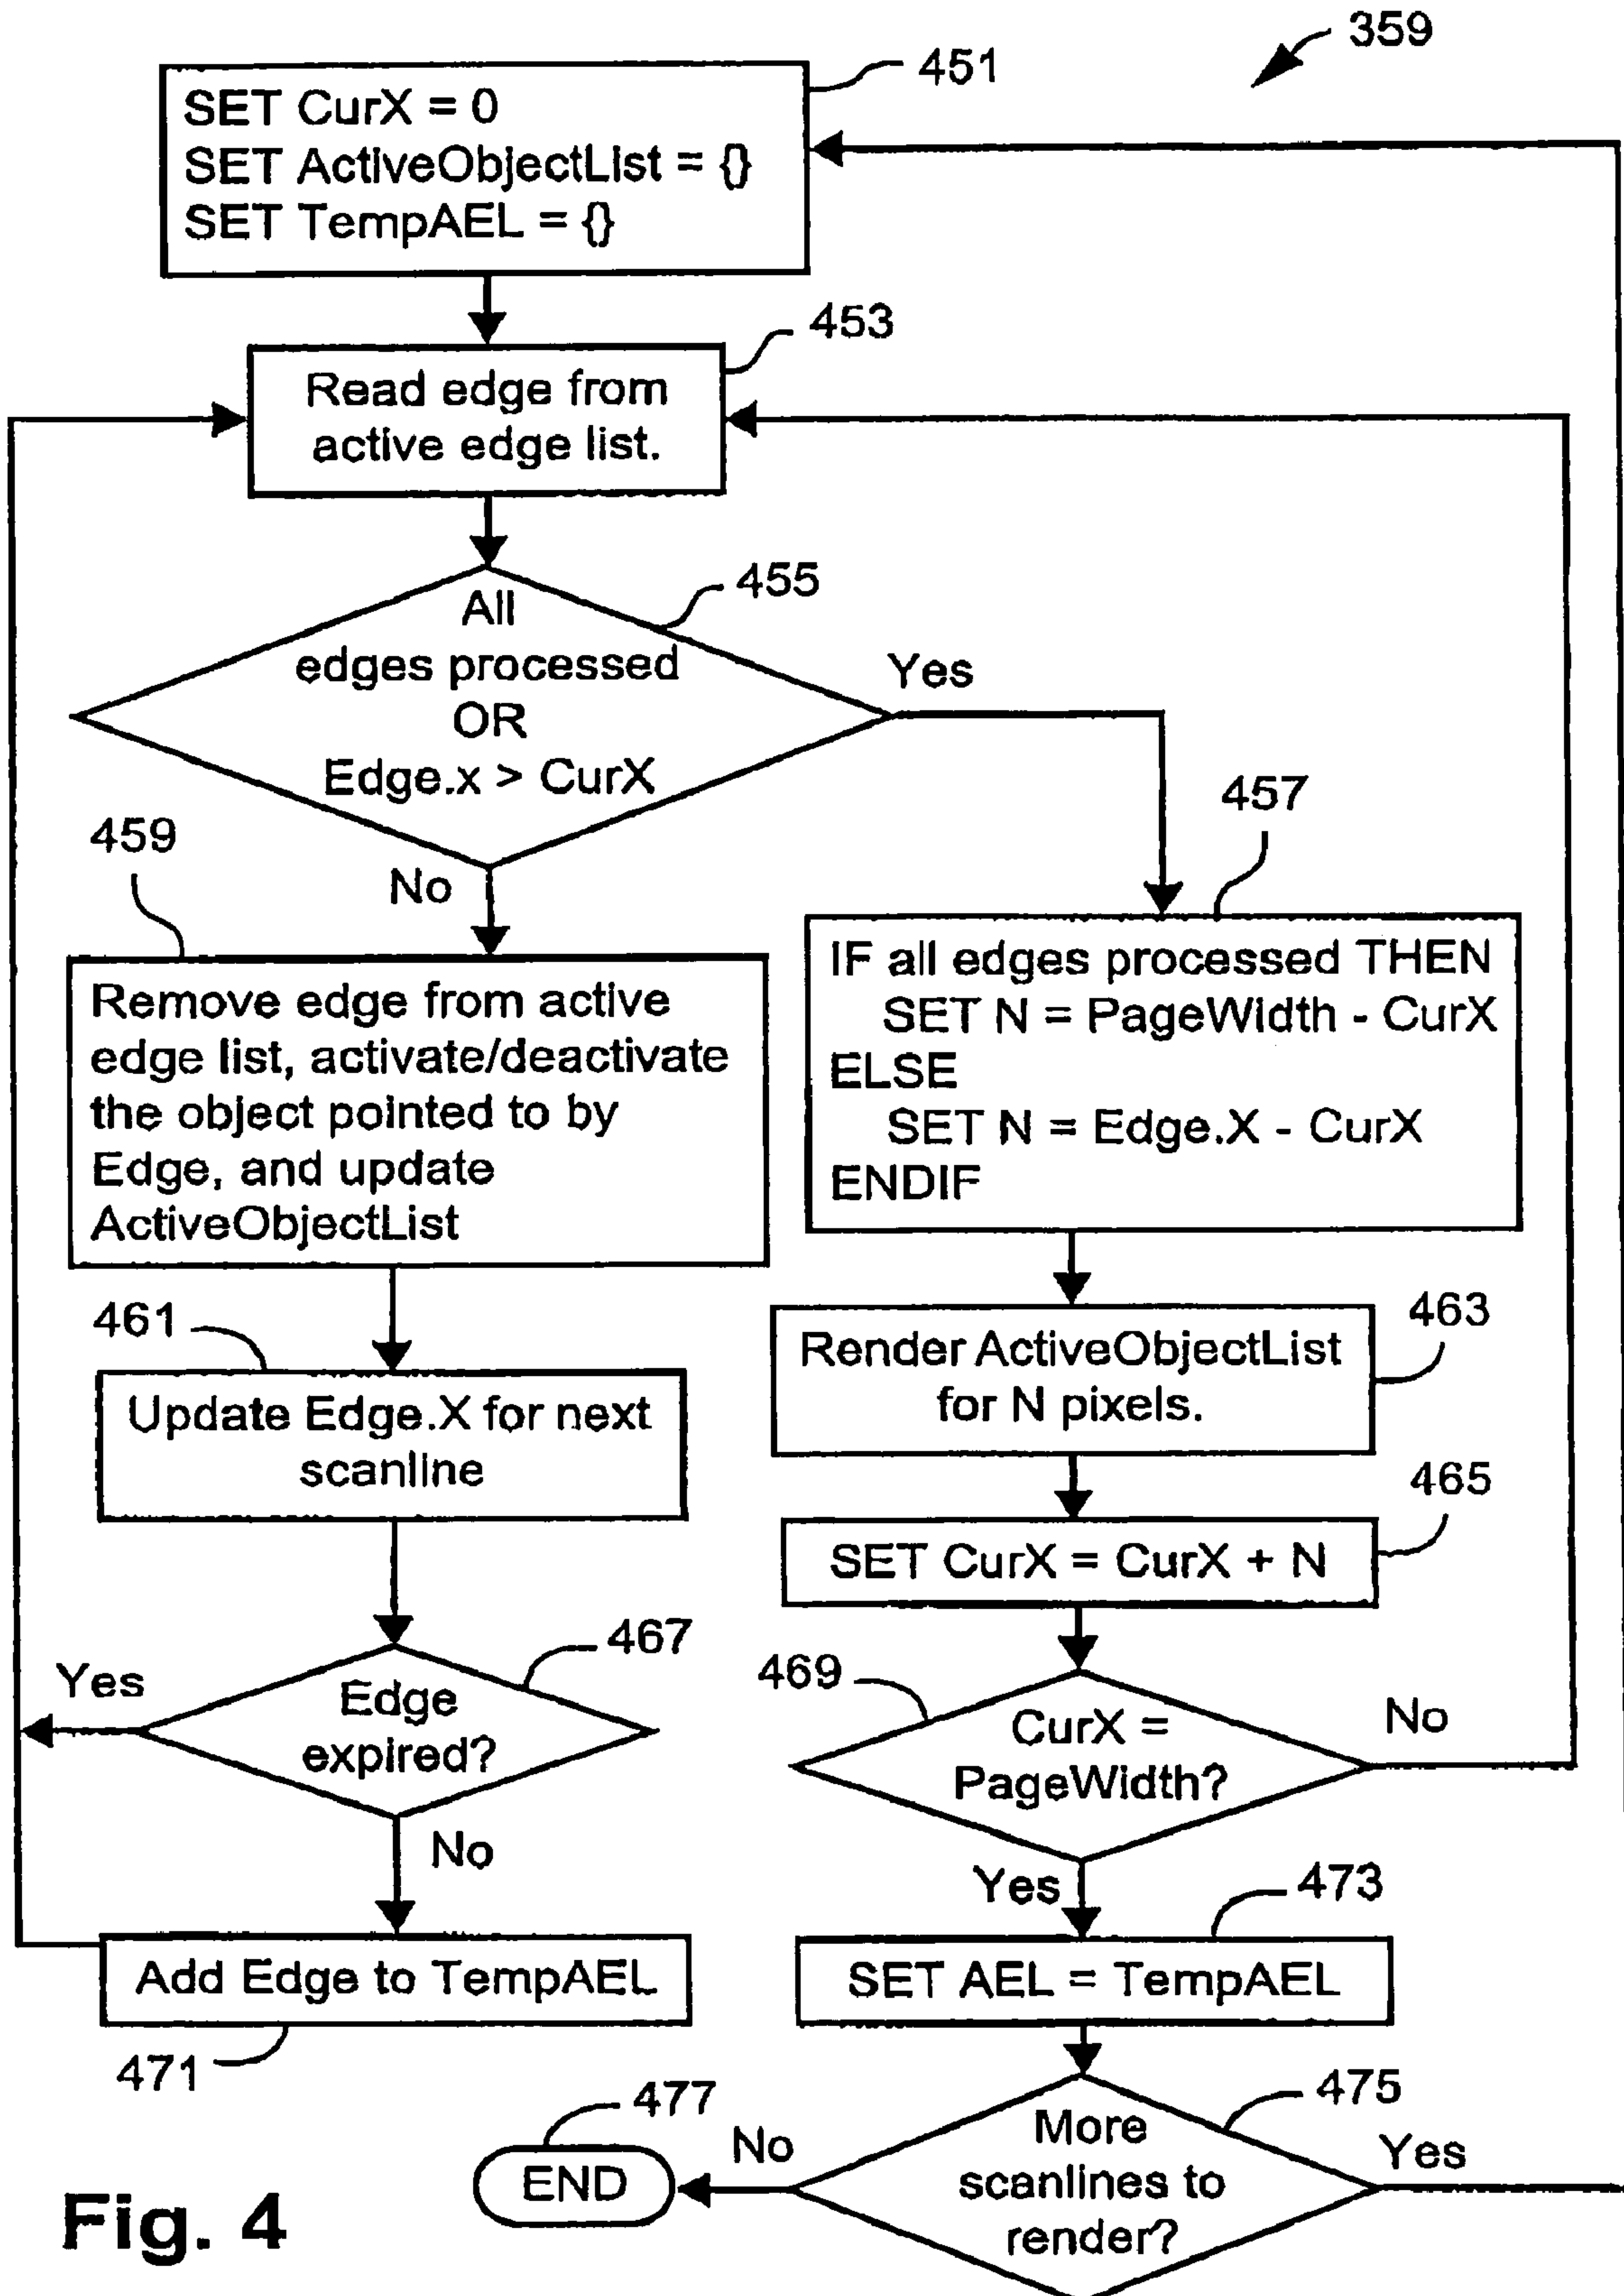 359
451
SET CurX = 0
SET ActiveObjectList = {}
SET TempAEL = {}
453
Read edge from
active edge list.
455
All
edges processed
OR
Edge.x > CurX
Yes
No
457
IF all edges processed THEN
SET N = PageWidth - CurX
ELSE
SET N = Edge.X - CurX
ENDIF
459
Remove edge from active
edge list, activate/deactivate
the object pointed to by
Edge, and update
ActiveObjectList
461
Update Edge.X for next
scanline
463
Render ActiveObjectList
for N pixels.
465
SET CurX = CurX + N
467
Edge
expired?
Yes
No
469
CurX =
PageWidth?
No
Yes
471
Add Edge to TempAEL
473
SET AEL = TempAEL
475
More
scanlines to
render?
No
Yes
477
END
Fig. 4